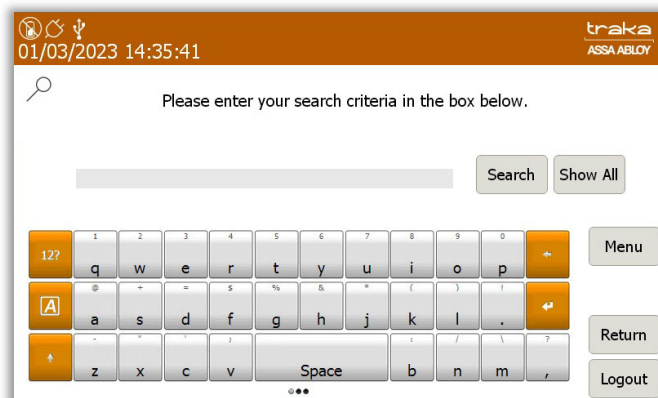 traka
01/03/2023 14:35:41
ASSA ABLOY
Please enter your search criteria in the box below.
Search Show All
1 2 3 4 5 6 7 8 9 0
12? q w e r t y u i o p
Menu
@ + = $ % & * ( ) !
A a s d f g h j k l .
- " ' ; : / \ ?
z x c v Space b n m ,
Return
Logout